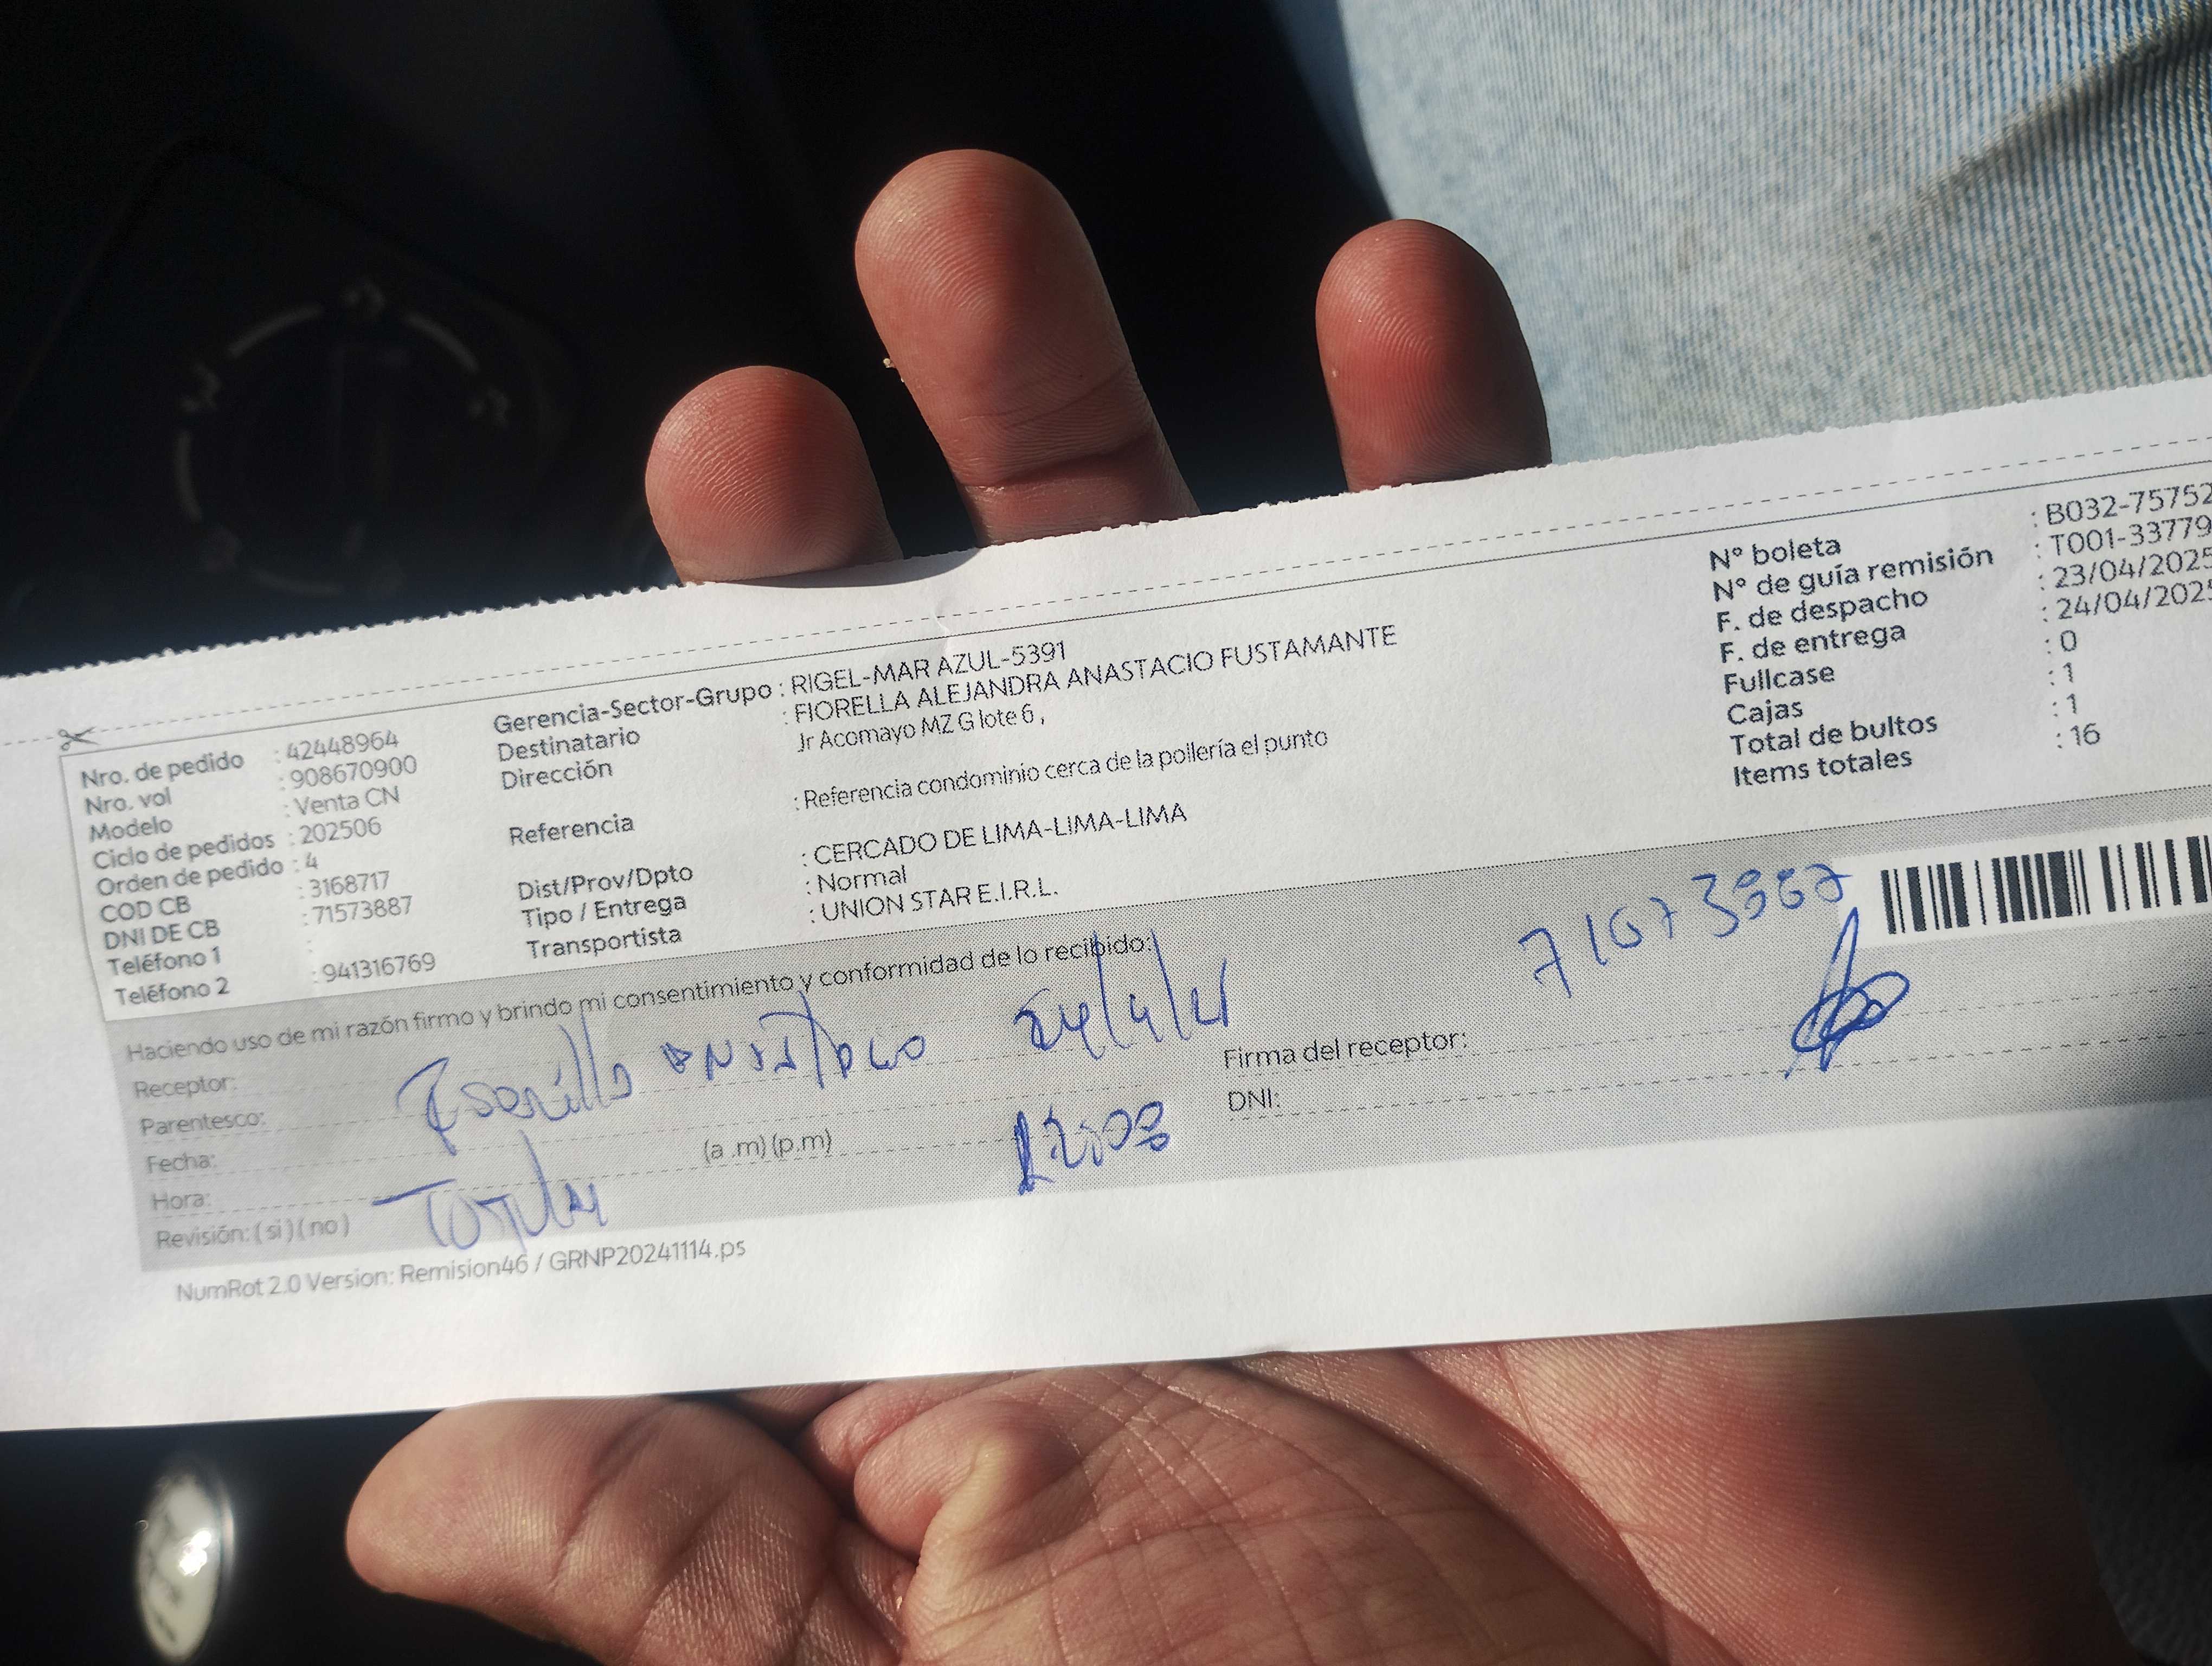 Nro. de pedido : 42448964
Nro. vol : 908670900
Modelo : Venta CN
Ciclo de pedidos : 202506
Orden de pedido : 4
COD CB : 3168717
DNI DE CB : 71573887
Teléfono 1 :
Teléfono 2 : 941316769
Gerencia-Sector-Grupo : RIGEL-MAR AZUL-5391
Destinatario : FIORELLA ALEJANDRA ANASTACIO FUSTAMANTE
Dirección Jr Acomayo MZ G lote 6 ,
Referencia : Referencia condominio cerca de la pollería el punto
Dist/Prov/Dpto : CERCADO DE LIMA-LIMA-LIMA
Tipo / Entrega : Normal
Transportista : UNION STAR E.I.R.L.
N° boleta : B032-75752
N° de guía remisión : T001-33779
F. de despacho : 23/04/2025
F. de entrega : 24/04/2025
Fullcase : 0
Cajas : 1
Total de bultos : 1
Items totales : 16
Haciendo uso de mi razón firmo y brindo mi consentimiento y conformidad de lo recibido:
Receptor:
Parentesco:
Fecha:
Hora: (a .m) (p.m)
Revisión: ( si ) ( no )
Firma del receptor:
DNI:
NumRot 2.0 Version: Remision46 / GRNP20241114.ps